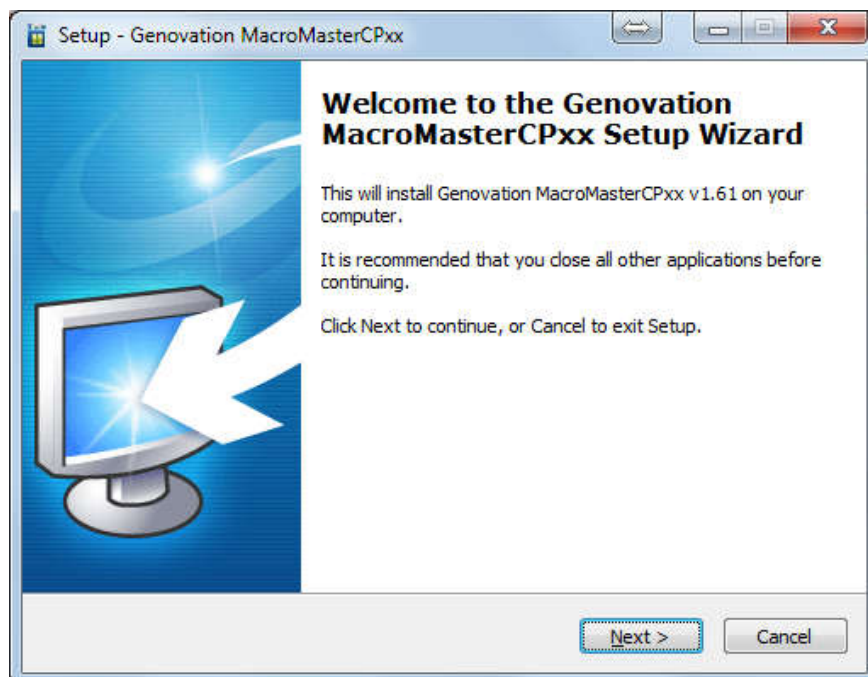 Setup - Genovation MacroMasterCPxx
Welcome to the Genovation
MacroMasterCPxx Setup Wizard
This will install Genovation MacroMasterCPxx v1.61 on your
computer.
It is recommended that you close all other applications before
continuing.
Click Next to continue, or Cancel to exit Setup.
Next >
Cancel